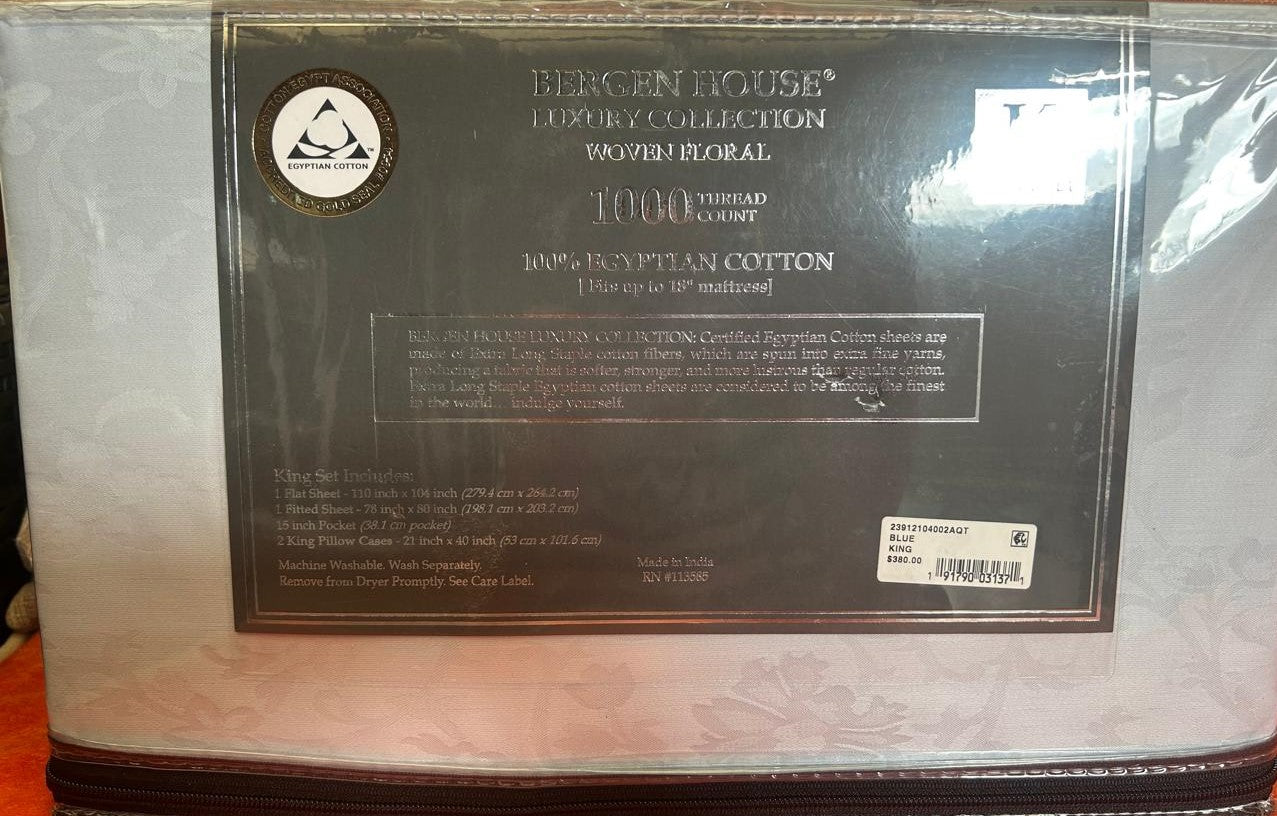 COTTON EGYPT ASSOCIATION
GOLD SEAL
EGYPTIAN COTTON™
BERGEN HOUSE®
LUXURY COLLECTION
WOVEN FLORAL
1000 THREAD COUNT
100% EGYPTIAN COTTON
[Fits up to 18" mattress]
BERGEN HOUSE LUXURY COLLECTION: Certified Egyptian Cotton sheets are
made of Extra Long Staple cotton fibers, which are spun into extra fine yarns,
producing a fabric that is softer, stronger, and more lustrous than regular cotton.
Extra Long Staple Egyptian cotton sheets are considered to be among the finest
in the world... indulge yourself.
King Set Includes:
1 Flat Sheet - 110 inch x 104 inch (279.4 cm x 264.2 cm)
1 Fitted Sheet - 78 inch x 80 inch (198.1 cm x 203.2 cm)
15 inch Pocket (38.1 cm pocket)
2 King Pillow Cases - 21 inch x 40 inch (53 cm x 101.6 cm)
Machine Washable. Wash Separately.
Remove from Dryer Promptly. See Care Label.
Made in India
RN #113585
23912104002AQT
BLUE
KING
$380.00
1 91790 03137 1